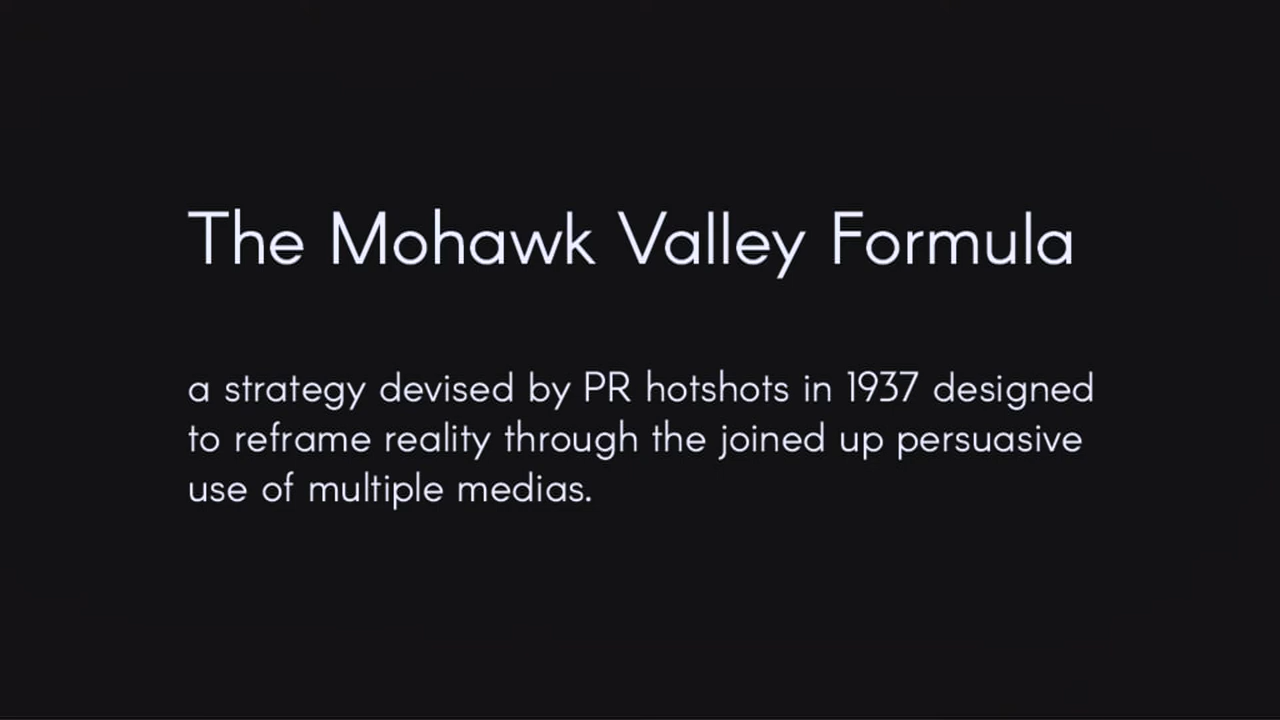 The Mohawk Valley Formula
a strategy devised by PR hotshots in 1937 designed
to reframe reality through the joined up persuasive
use of multiple medias.